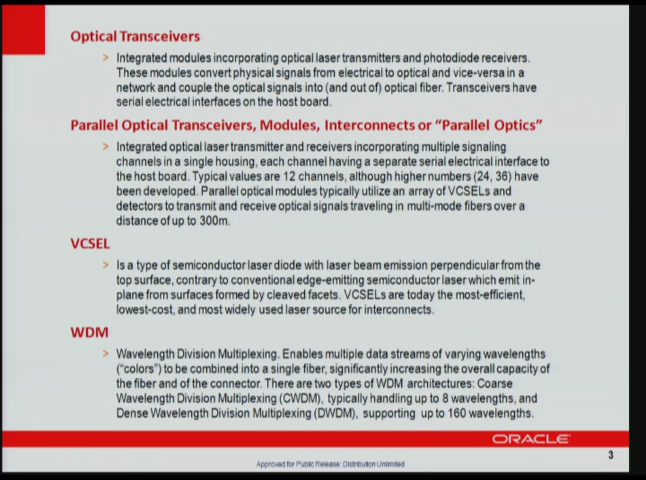 Optical Transceivers
> Integrated modules incorporating optical laser transmitters and photodiode receivers.
These modules convert physical signals from electrical to optical and vice-versa in a
network and couple the optical signals into (and out of) optical fiber. Transceivers have
serial electrical interfaces on the host board.
Parallel Optical Transceivers, Modules, Interconnects or “Parallel Optics”
> Integrated optical laser transmitter and receivers incorporating multiple signaling
channels in a single housing, each channel having a separate serial electrical interface to
the host board. Typical values are 12 channels, although higher numbers (24, 36) have
been developed. Parallel optical modules typically utilize an array of VCSELs and
detectors to transmit and receive optical signals traveling in multi-mode fibers over a
distance of up to 300m.
VCSEL
> Is a type of semiconductor laser diode with laser beam emission perpendicular from the
top surface, contrary to conventional edge-emitting semiconductor laser which emit in-
plane from surfaces formed by cleaved facets. VCSELs are today the most-efficient,
lowest-cost, and most widely used laser source for interconnects.
WDM
> Wavelength Division Multiplexing. Enables multiple data streams of varying wavelengths
(“colors”) to be combined into a single fiber, significantly increasing the overall capacity of
the fiber and of the connector. There are two types of WDM architectures: Coarse
Wavelength Division Multiplexing (CWDM), typically handling up to 8 wavelengths, and
Dense Wavelength Division Multiplexing (DWDM), supporting up to 160 wavelengths.
ORACLE
3
Approved for Public Release: Distribution Unlimited